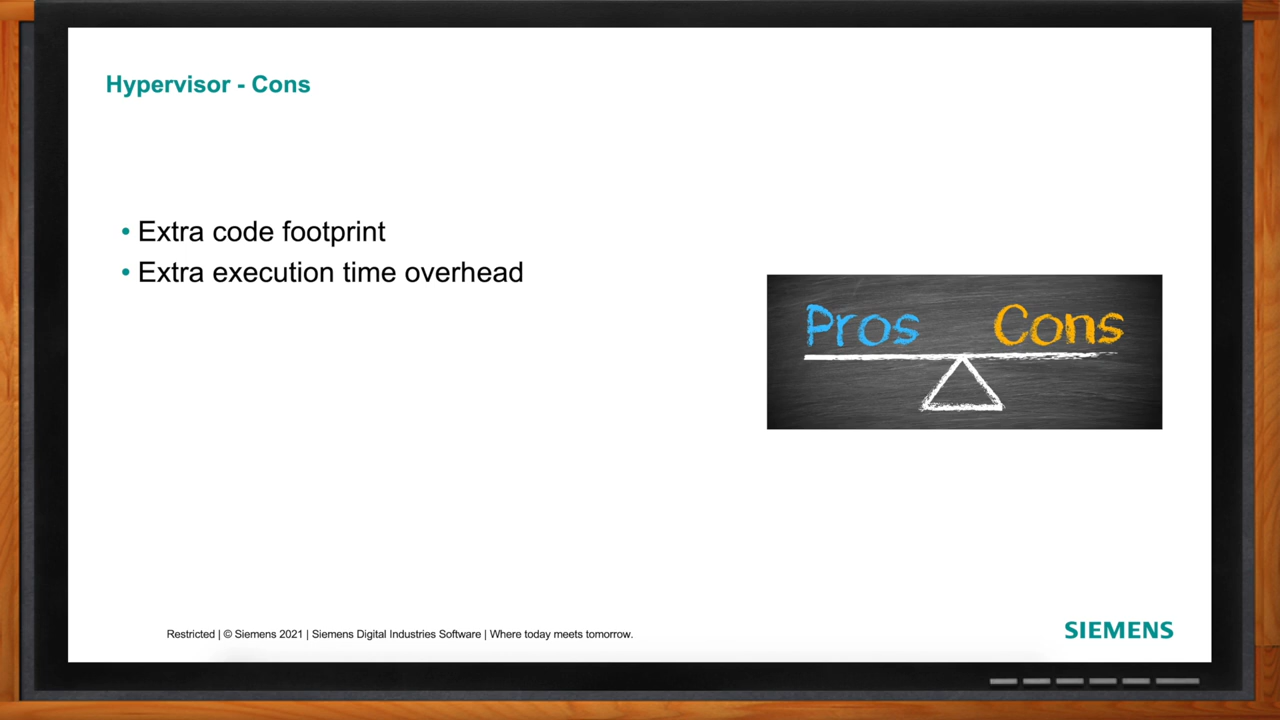 Hypervisor - Cons
• Extra code footprint
• Extra execution time overhead
Pros Cons
Restricted | © Siemens 2021 | Siemens Digital Industries Software | Where today meets tomorrow.
SIEMENS